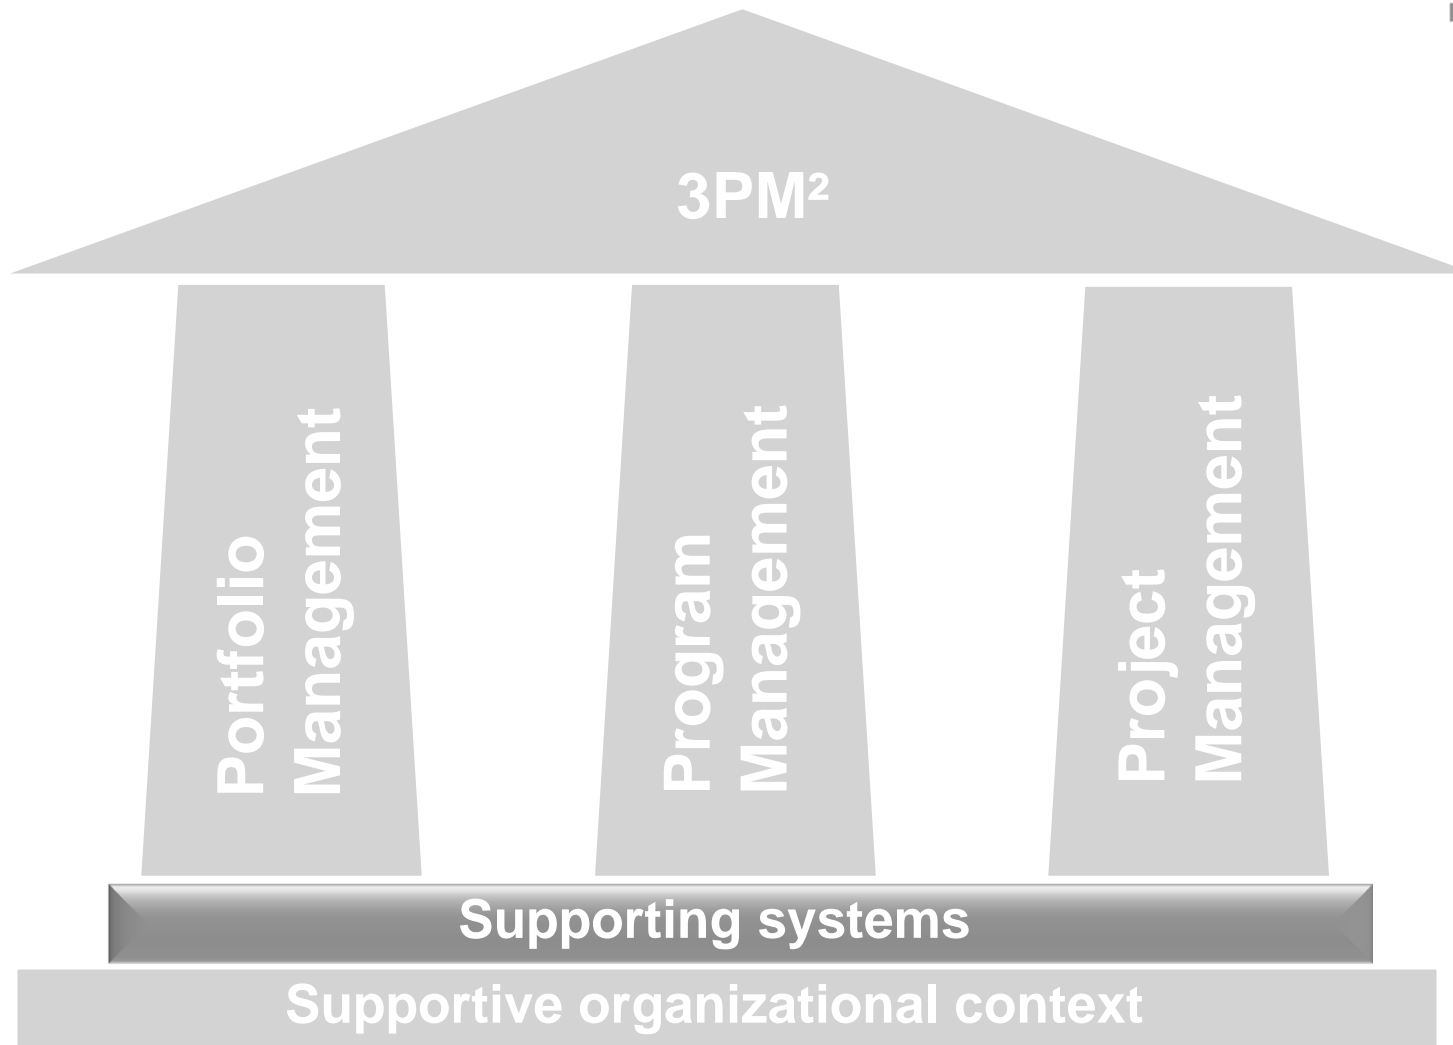 3PM²
Portfolio
Management
Program
Management
Project
Management
Supporting systems
Supportive organizational context